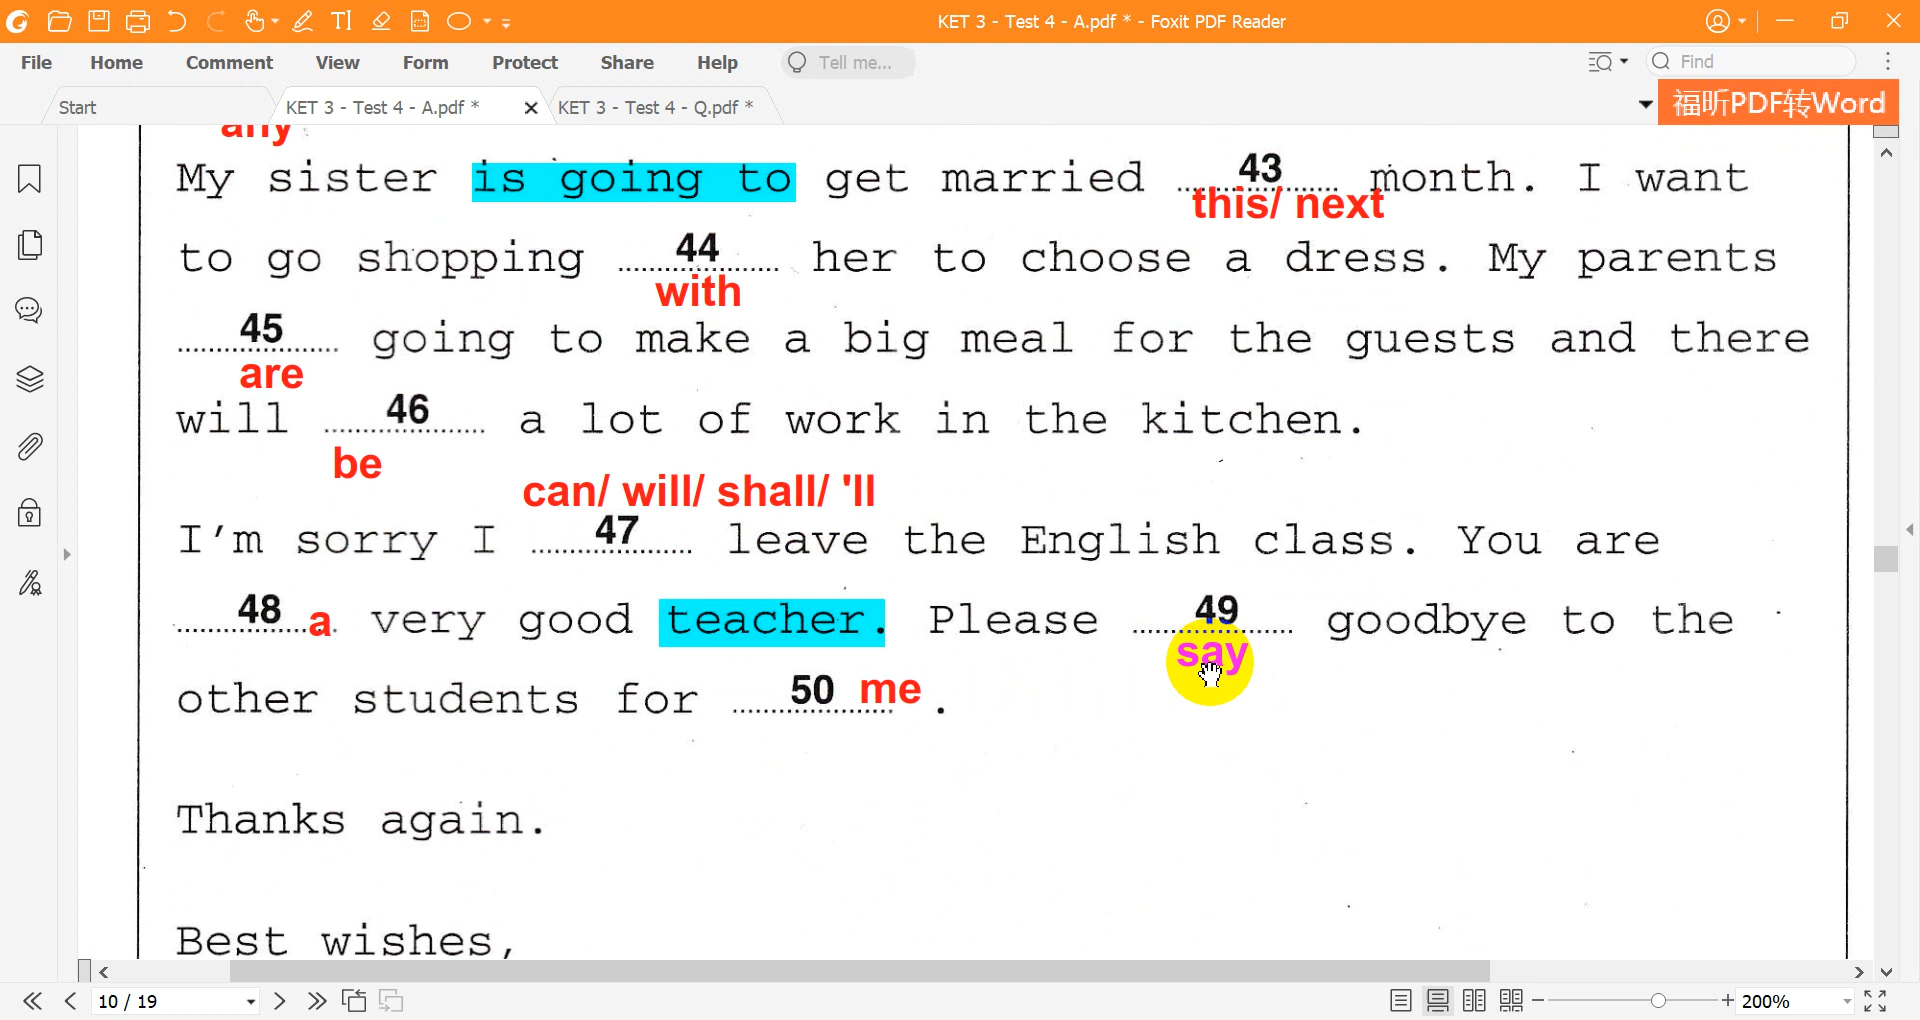 KET 3 - Test 4 - A.pdf * - Foxit PDF Reader
File Home Comment View Form Protect Share Help Tell me... Find
Start KET 3 - Test 4 - A.pdf * KET 3 - Test 4 - Q.pdf * 福昕PDF转Word
any
My sister is going to get married 43 month. I want
this/ next
to go shopping 44 her to choose a dress. My parents
with
45 going to make a big meal for the guests and there
are
will 46 a lot of work in the kitchen.
be
can/ will/ shall/ 'll
I'm sorry I 47 leave the English class. You are
48 a very good teacher. Please 49 goodbye to the
say
other students for 50 me .
Thanks again.
Best wishes,
10 / 19 200%